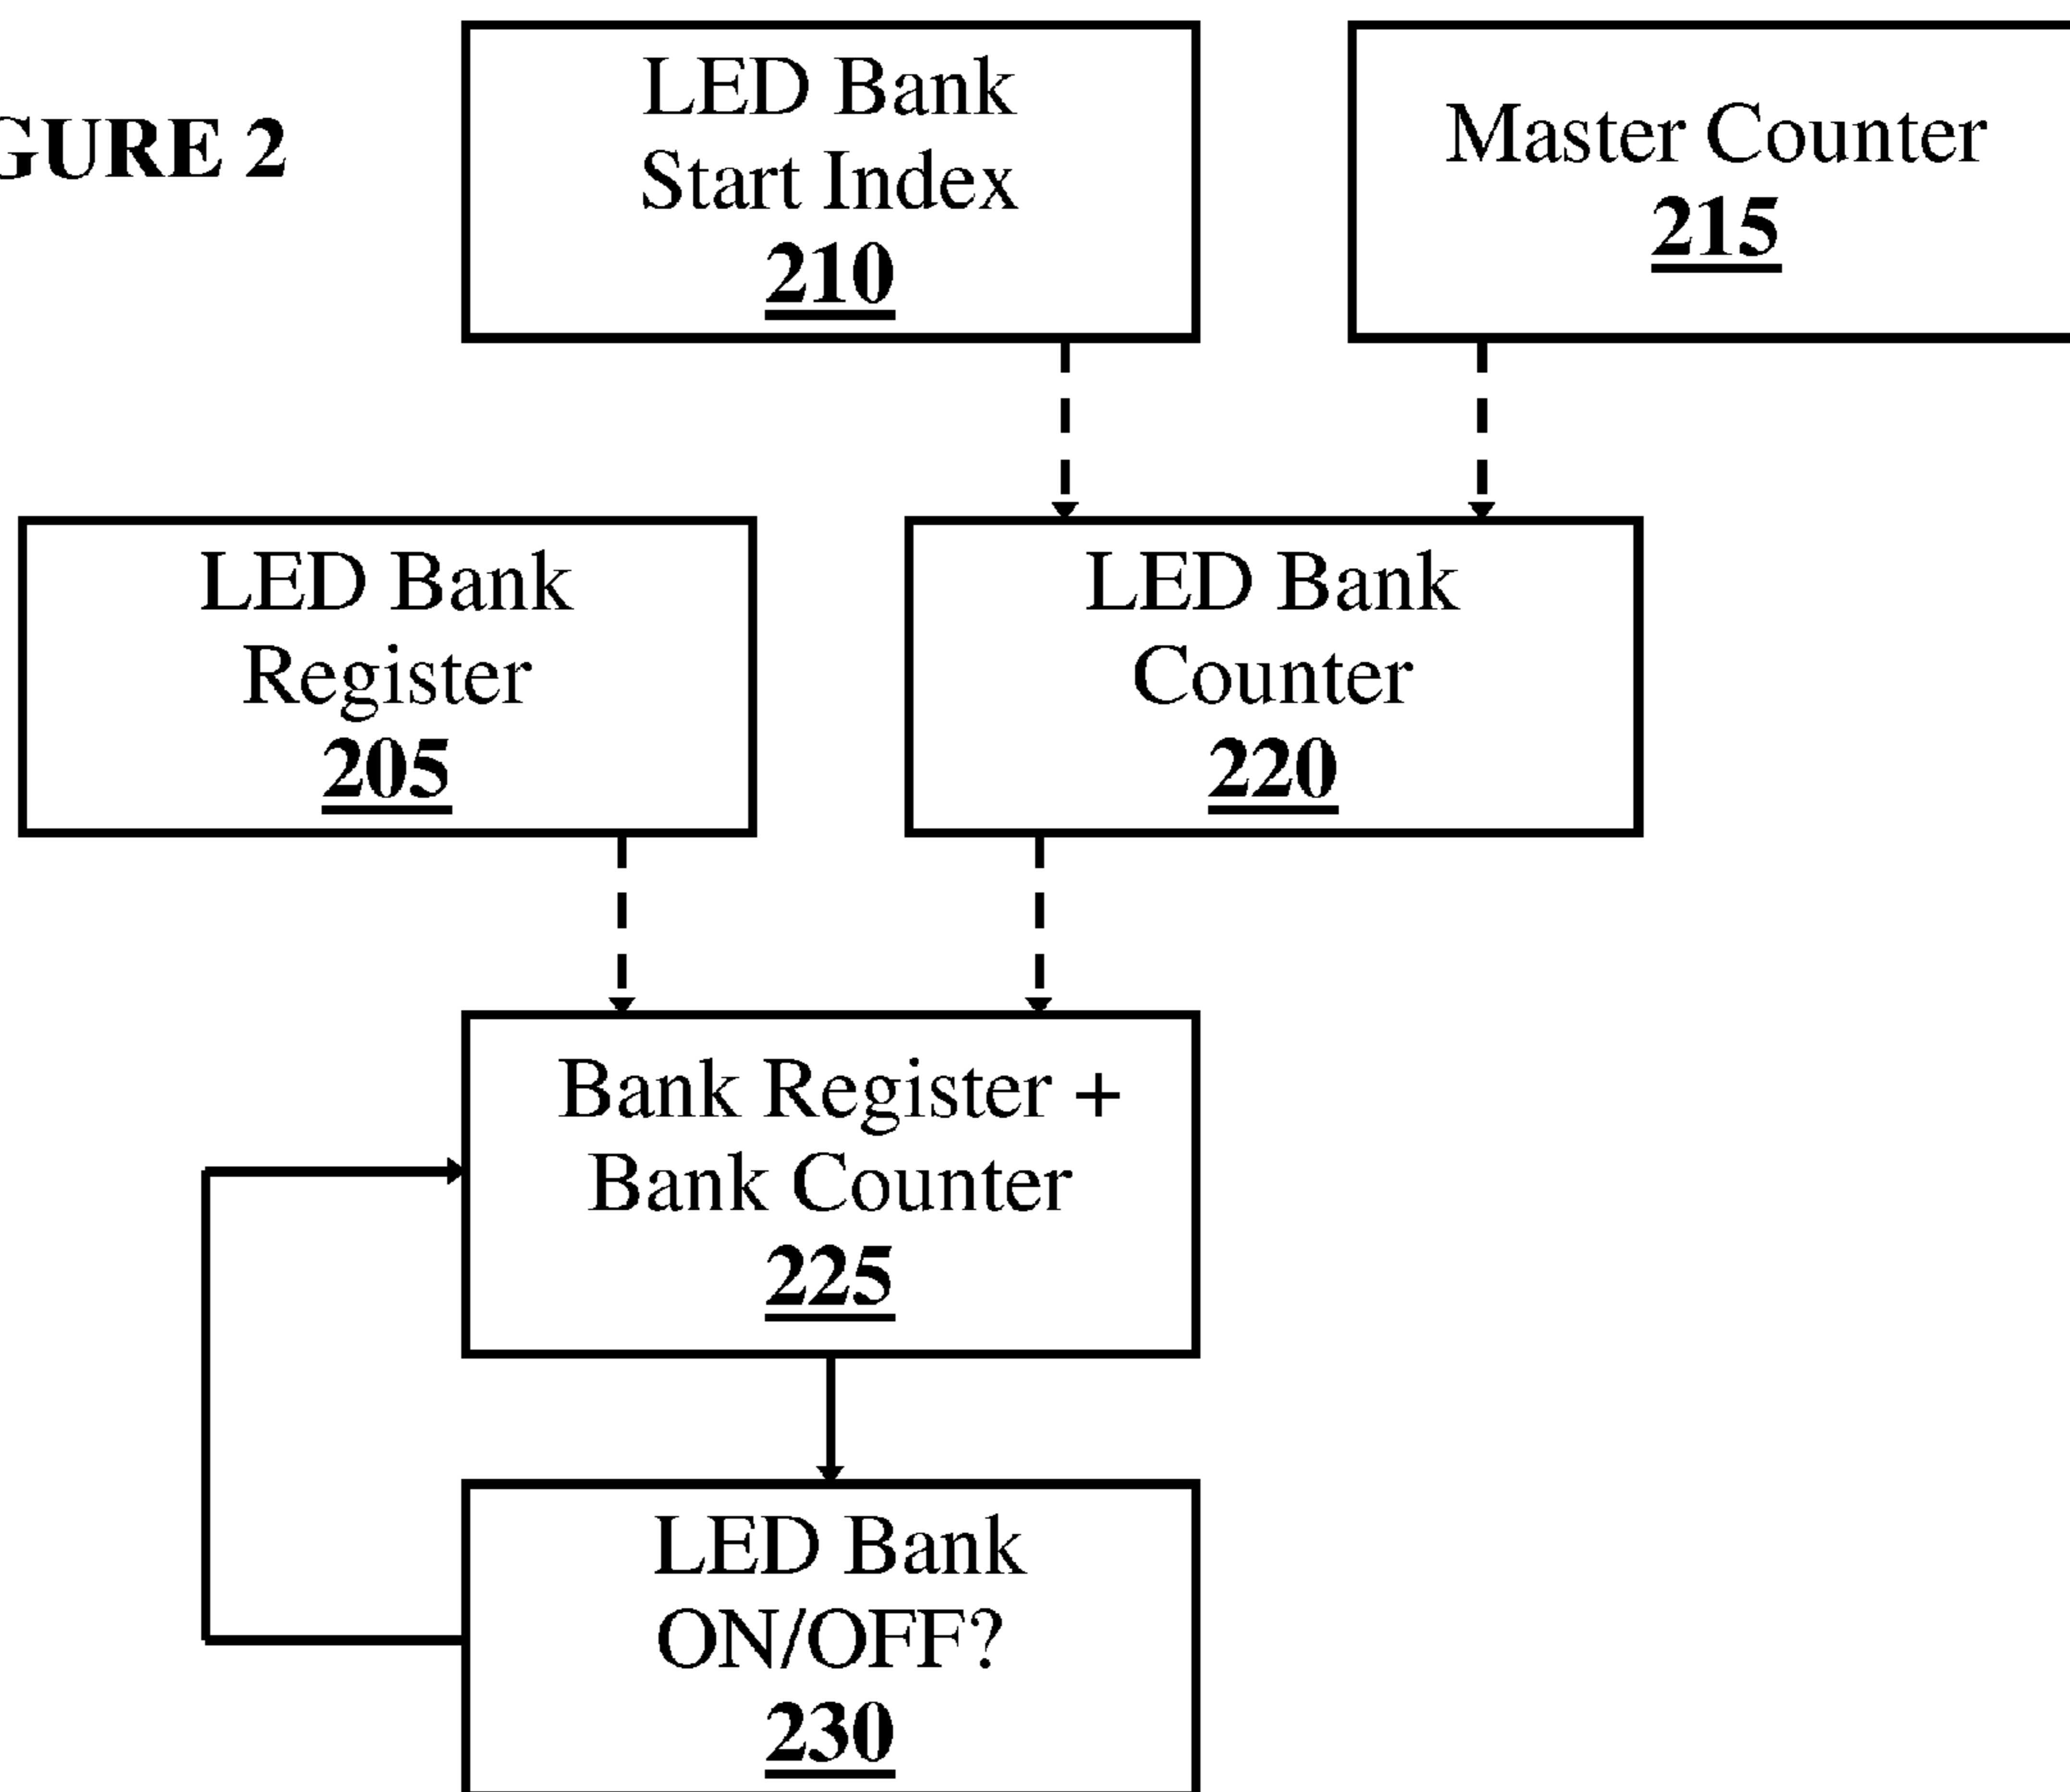 GURE 2
LED Bank
Start Index
210
Master Counter
215
LED Bank
Register
205
LED Bank
Counter
220
Bank Register +
Bank Counter
225
LED Bank
ON/OFF?
230